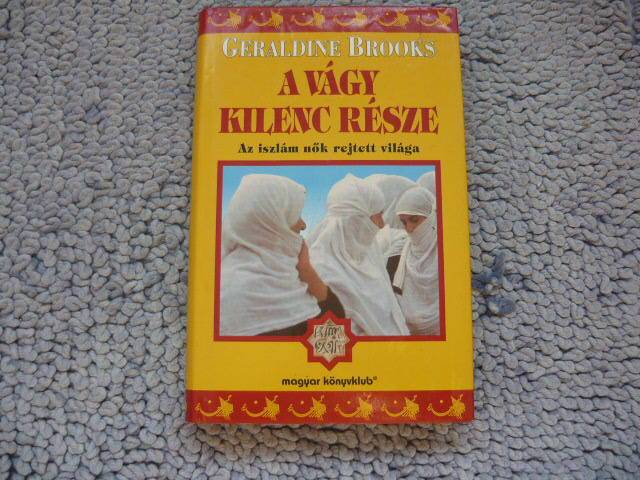 GERALDINE BROOKS
A VÁGY
KILENC RÉSZE
Az iszlám nők rejtett világa
magyar könyvklub®